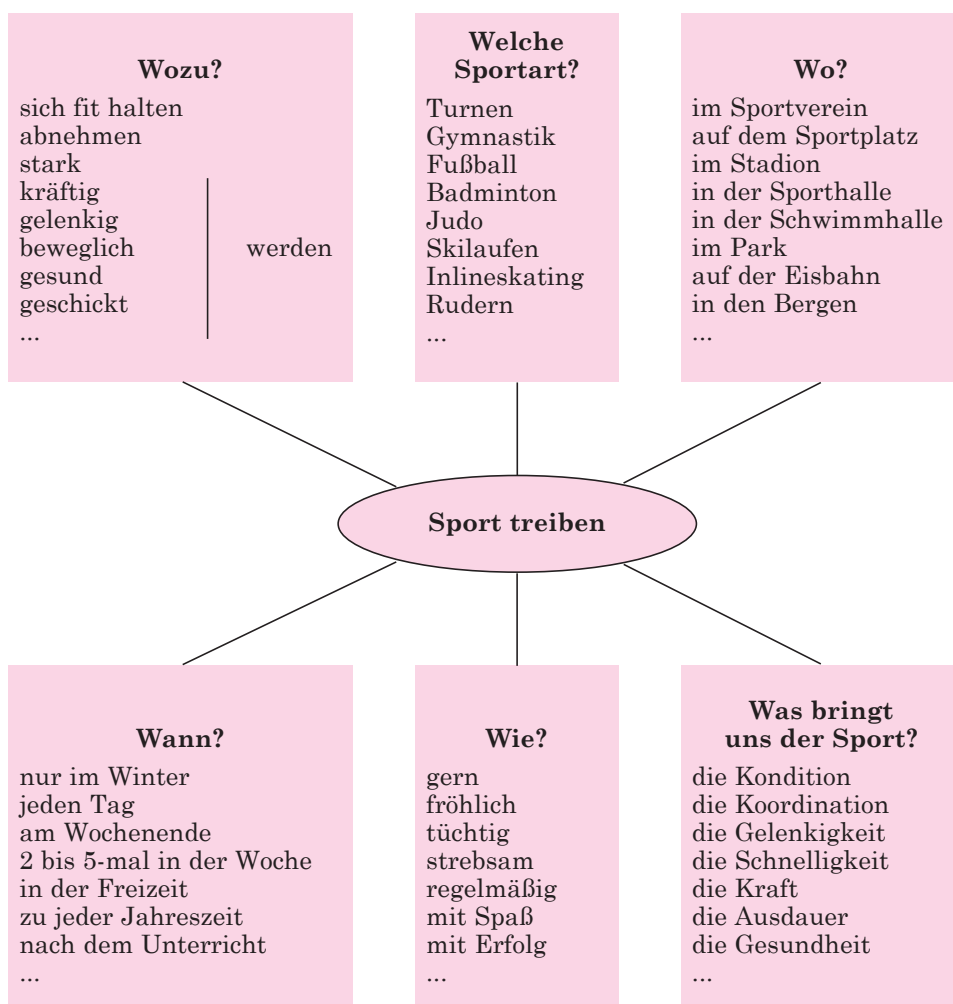 Wozu?
sich fit halten
abnehmen
stark
kräftig
gelenkig
beweglich
gesund
geschickt
...
werden
Welche
Sportart?
Turnen
Gymnastik
Fußball
Badminton
Judo
Skilaufen
Inlineskating
Rudern
...
Wo?
im Sportverein
auf dem Sportplatz
im Stadion
in der Sporthalle
in der Schwimmhalle
im Park
auf der Eisbahn
in den Bergen
...
Sport treiben
Wann?
nur im Winter
jeden Tag
am Wochenende
2 bis 5-mal in der Woche
in der Freizeit
zu jeder Jahreszeit
nach dem Unterricht
...
Wie?
gern
fröhlich
tüchtig
strebsam
regelmäßig
mit Spaß
mit Erfolg
...
Was bringt
uns der Sport?
die Kondition
die Koordination
die Gelenkigkeit
die Schnelligkeit
die Kraft
die Ausdauer
die Gesundheit
...